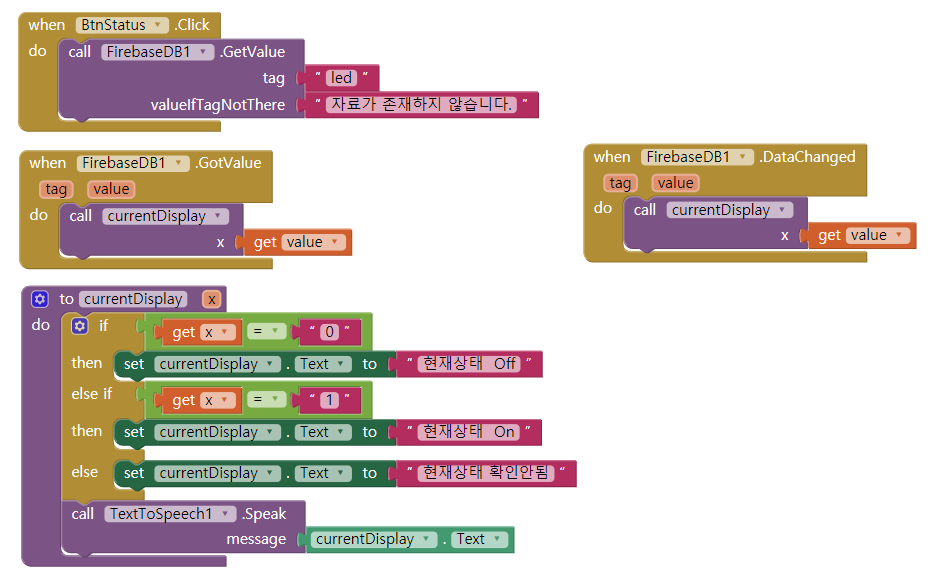 when BtnStatus .Click
do call FirebaseDB1 .GetValue
tag " led "
valueIfTagNotThere " 자료가 존재하지 않습니다. "
when FirebaseDB1 .GotValue
tag value
do call currentDisplay
x get value
when FirebaseDB1 .DataChanged
tag value
do call currentDisplay
x get value
to currentDisplay x
do if get x = " 0 "
then set currentDisplay . Text to " 현재상태 Off "
else if get x = " 1 "
then set currentDisplay . Text to " 현재상태 On "
else set currentDisplay . Text to " 현재상태 확인안됨 "
call TextToSpeech1 .Speak
message currentDisplay . Text